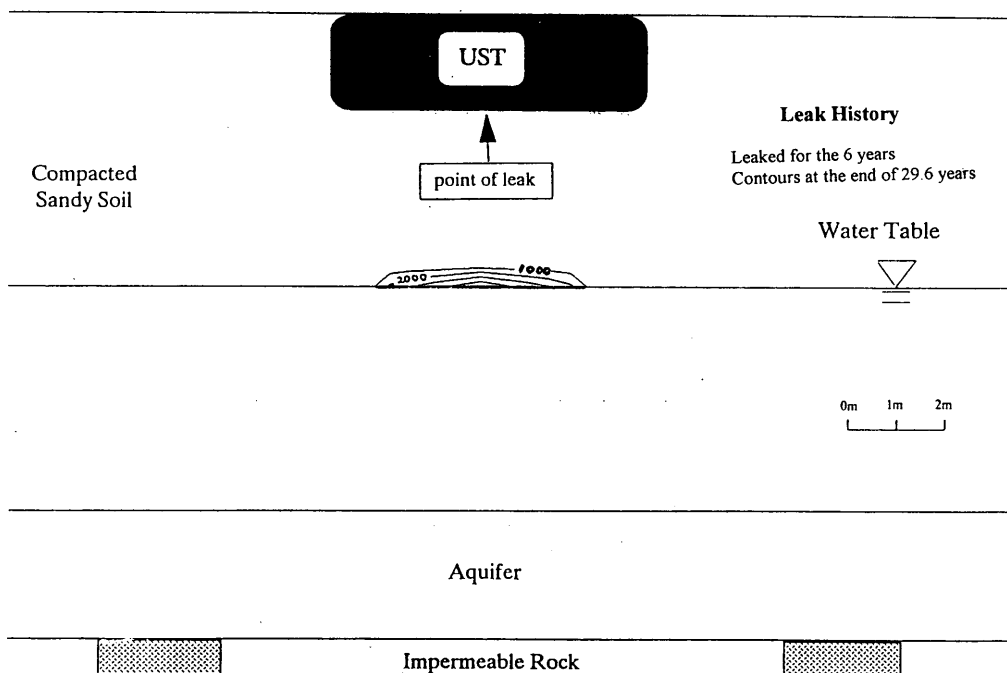 UST
Leak History
Leaked for the 6 years
Contours at the end of 29.6 years
Compacted
Sandy Soil
point of leak
Water Table
2000
1000
0m 1m 2m
Aquifer
Impermeable Rock